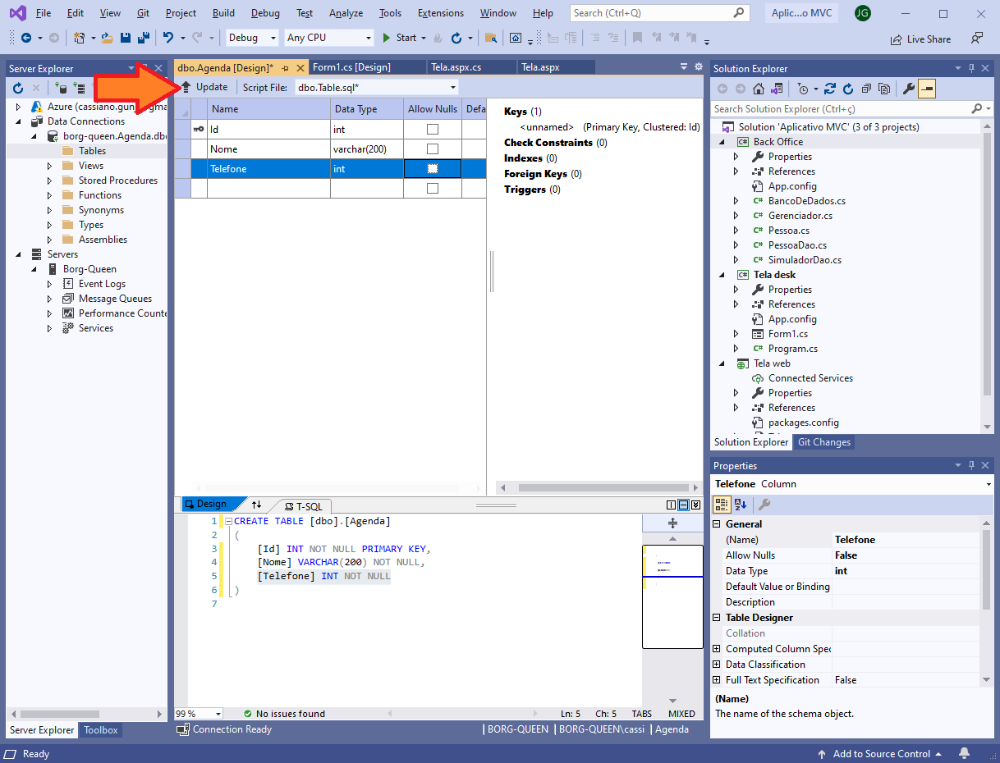 File Edit View Git Project Build Debug Test Analyze Tools Extensions Window Help Search (Ctrl+Q) Aplic...o MVC JG
Debug Any CPU Start Live Share
Server Explorer
Azure (cassiano.gun
Data Connections
borg-queen.Agenda.dbo
Tables
Views
Stored Procedures
Functions
Synonyms
Types
Assemblies
Servers
Borg-Queen
Event Logs
Message Queues
Performance Counte
Services
Server Explorer Toolbox
dbo.Agenda [Design]* Form1.cs [Design] Tela.aspx.cs Tela.aspx
Update Script File: dbo.Table.sql*
Name Data Type Allow Nulls Defa
Id int
Nome varchar(200)
Telefone int
Keys (1)
<unnamed> (Primary Key, Clustered: Id)
Check Constraints (0)
Indexes (0)
Foreign Keys (0)
Triggers (0)
Design T-SQL
1 CREATE TABLE [dbo].[Agenda]
2 (
3 [Id] INT NOT NULL PRIMARY KEY,
4 [Nome] VARCHAR(200) NOT NULL,
5 [Telefone] INT NOT NULL
6 )
7
99 % No issues found Ln: 5 Ch: 5 TABS MIXED
Connection Ready BORG-QUEEN BORG-QUEEN\cassi Agenda
Solution Explorer
Search Solution Explorer (Ctrl+ç)
Solution 'Aplicativo MVC' (3 of 3 projects)
C# Back Office
Properties
References
App.config
C# BancoDeDados.cs
C# Gerenciador.cs
C# Pessoa.cs
C# PessoaDao.cs
C# SimuladorDao.cs
C# Tela desk
Properties
References
App.config
Form1.cs
C# Program.cs
Tela web
Connected Services
Properties
References
packages.config
Solution Explorer Git Changes
Properties
Telefone Column
General
(Name) Telefone
Allow Nulls False
Data Type int
Default Value or Binding
Description
Table Designer
Collation
Computed Column Spec
Data Classification
Full Text Specification False
(Name)
The name of the schema object.
Ready Add to Source Control